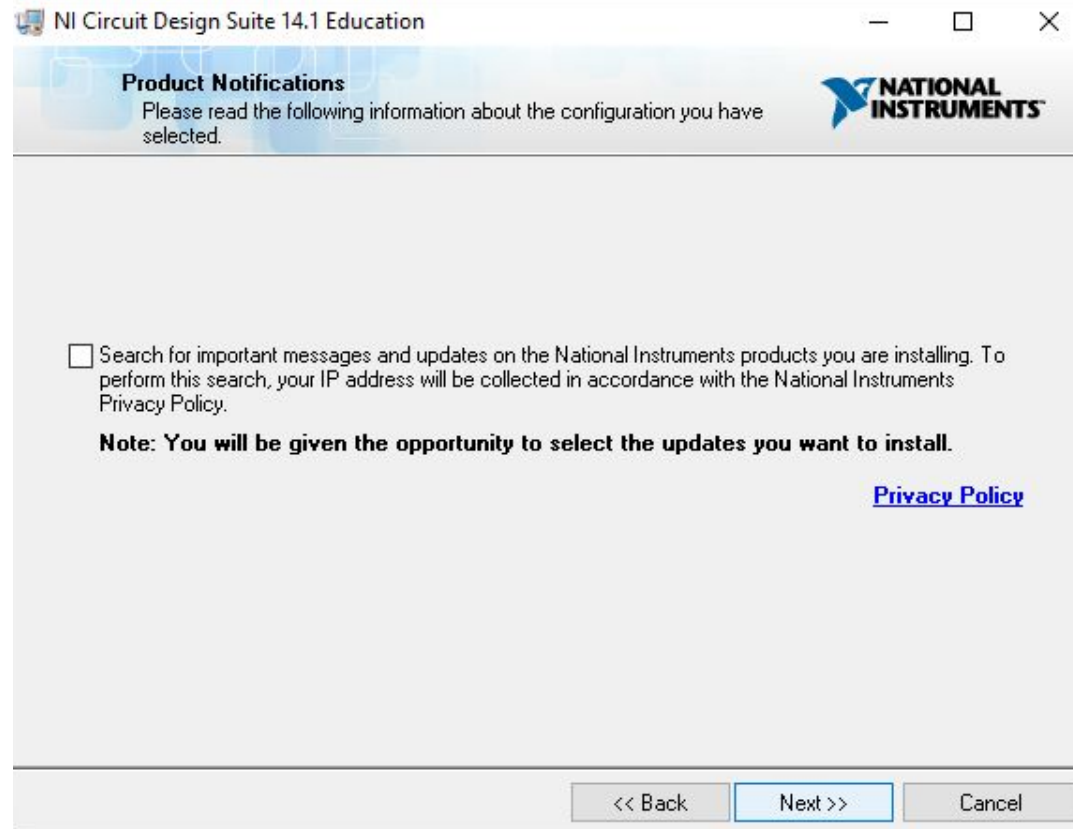 NI Circuit Design Suite 14.1 Education
Product Notifications
Please read the following information about the configuration you have
selected.
NATIONAL
INSTRUMENTS™
Search for important messages and updates on the National Instruments products you are installing. To
perform this search, your IP address will be collected in accordance with the National Instruments
Privacy Policy.
Note: You will be given the opportunity to select the updates you want to install.
Privacy Policy
<< Back
Next >>
Cancel